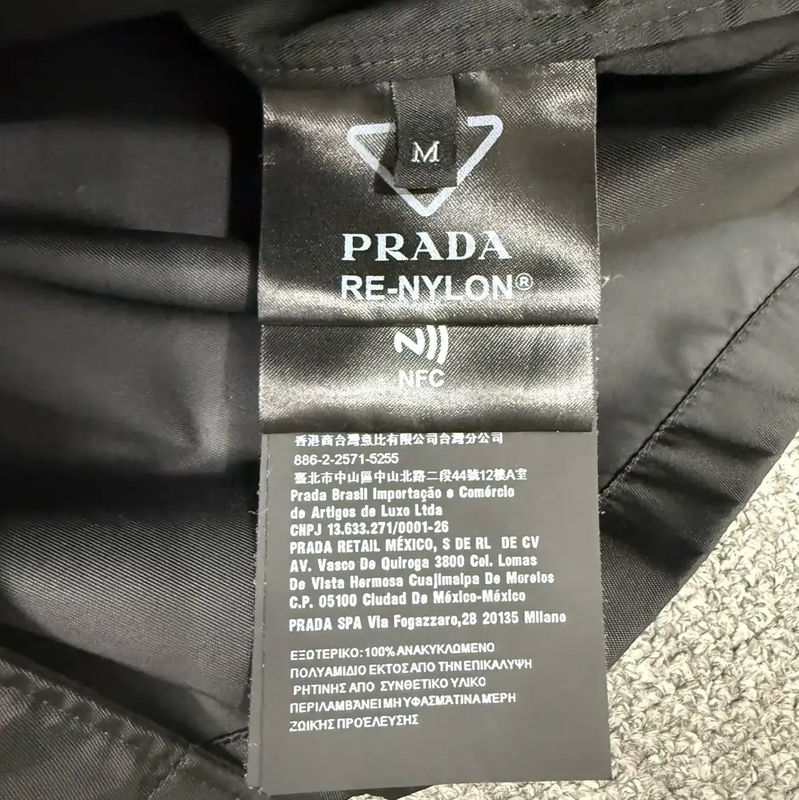 M
PRADA
RE-NYLON®
NFC
香港商台灣意比有限公司台灣分公司
886-2-2571-5255
臺北市中山區中山北路二段44號12樓A室
Prada Brasil Importação e Comércio
de Artigos de Luxo Ltda
CNPJ 13.633.271/0001-26
PRADA RETAIL MÉXICO, S DE RL DE CV
AV. Vasco De Quiroga 3800 Col. Lomas
De Vista Hermosa Cuajimalpa De Morelos
C.P. 05100 Ciudad De México-México
PRADA SPA Via Fogazzaro,28 20135 Milano
ΕΞΩΤΕΡΙΚΟ:100% ΑΝΑΚΥΚΛΩΜΕΝΟ
ΠΟΛΥΑΜΙΔΙΟ ΕΚΤΟΣ ΑΠΟ ΤΗΝ ΕΠΙΚΑΛΥΨΗ
ΡΗΤΙΝΗΣ ΑΠΟ ΣΥΝΘΕΤΙΚΟ ΥΛΙΚΟ
ΠΕΡΙΛΑΜΒΑΝΕΙ ΜΗ ΥΦΑΣΜΑΤΙΝΑ ΜΕΡΗ
ΖΩΙΚΗΣ ΠΡΟΈΛΕΥΣΗΣ